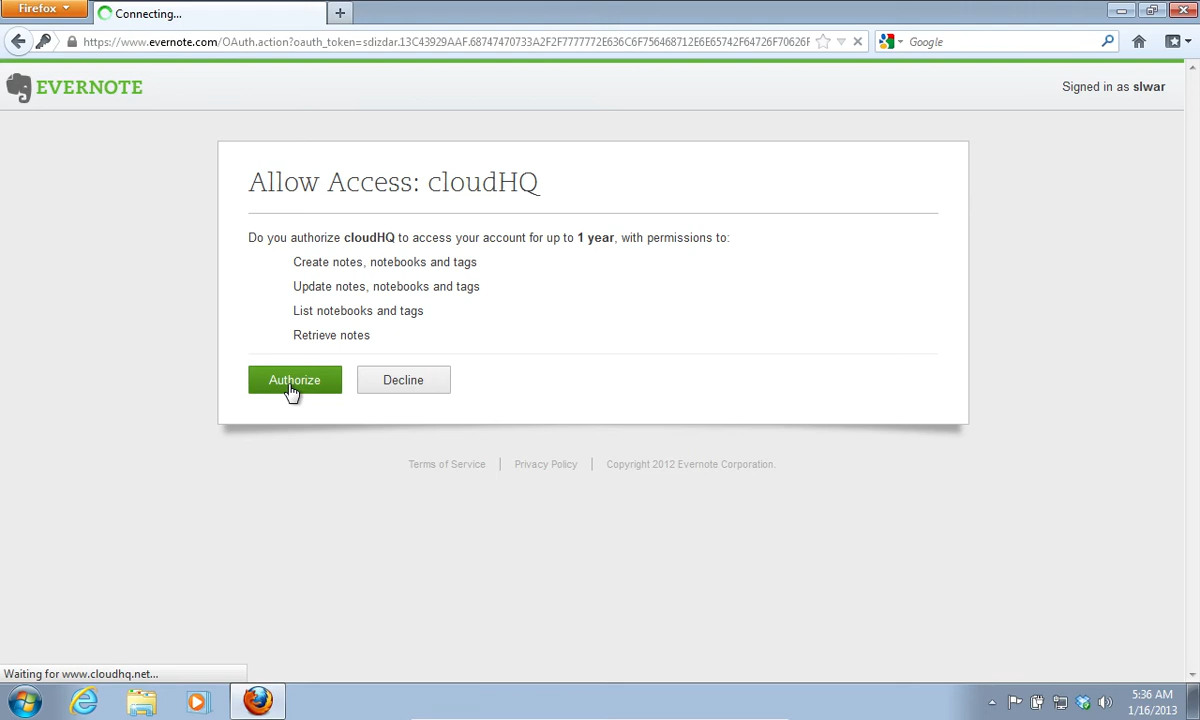 Firefox
Connecting...
https://www.evernote.com/OAuth.action?oauth_token=sdizdar.13C43929AAF.68747470733A2F2F7777772E636C6F756468712E6E65742F64726F70626F
Google
EVERNOTE
Signed in as slwar
Allow Access: cloudHQ
Do you authorize cloudHQ to access your account for up to 1 year, with permissions to:
Create notes, notebooks and tags
Update notes, notebooks and tags
List notebooks and tags
Retrieve notes
Authorize
Decline
Terms of Service
Privacy Policy
Copyright 2012 Evernote Corporation.
Waiting for www.cloudhq.net...
5:36 AM
1/16/2013